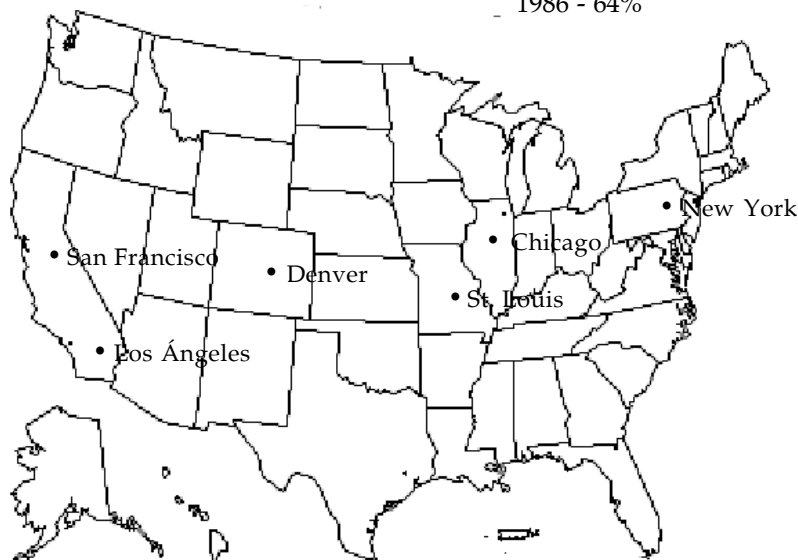 1986 - 64%
New York
Chicago
San Francisco
Denver
St. Louis
Los Ángeles